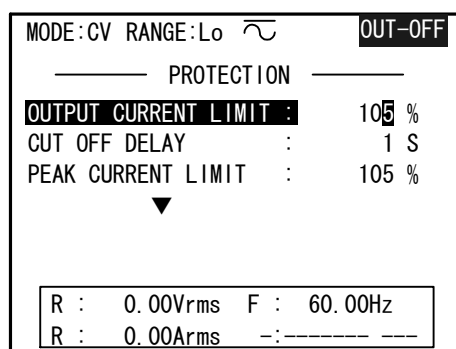 MODE:CV RANGE:Lo OUT-OFF
PROTECTION
OUTPUT CURRENT LIMIT : 105 %
CUT OFF DELAY : 1 S
PEAK CURRENT LIMIT : 105 %
▼
R : 0.00Vrms F : 60.00Hz
R : 0.00Arms -:------- ---